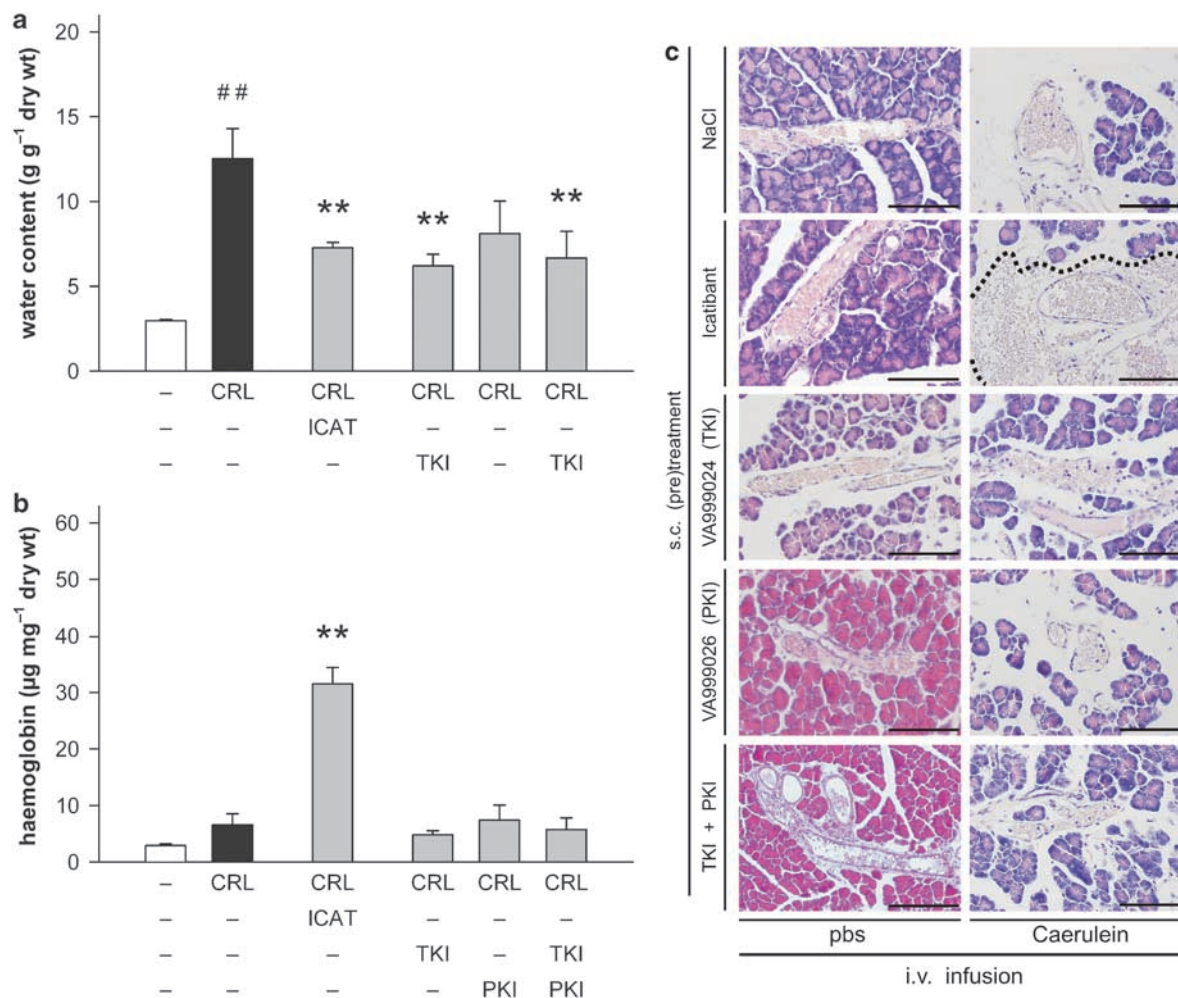 a
water content (g g⁻¹ dry wt)
20
15
10
5
0
##
**
**
**
– CRL CRL CRL CRL CRL
– – ICAT – – –
– – – TKI – TKI
b
haemoglobin (µg mg⁻¹ dry wt)
60
50
40
30
20
10
0
**
– CRL CRL CRL CRL CRL
– – ICAT – – –
– – – TKI – TKI
– – – – PKI PKI
c
s.c. (pre)treatment
NaCl
Icatibant
VA999024 (TKI)
VA999026 (PKI)
TKI + PKI
pbs Caerulein
i.v. infusion